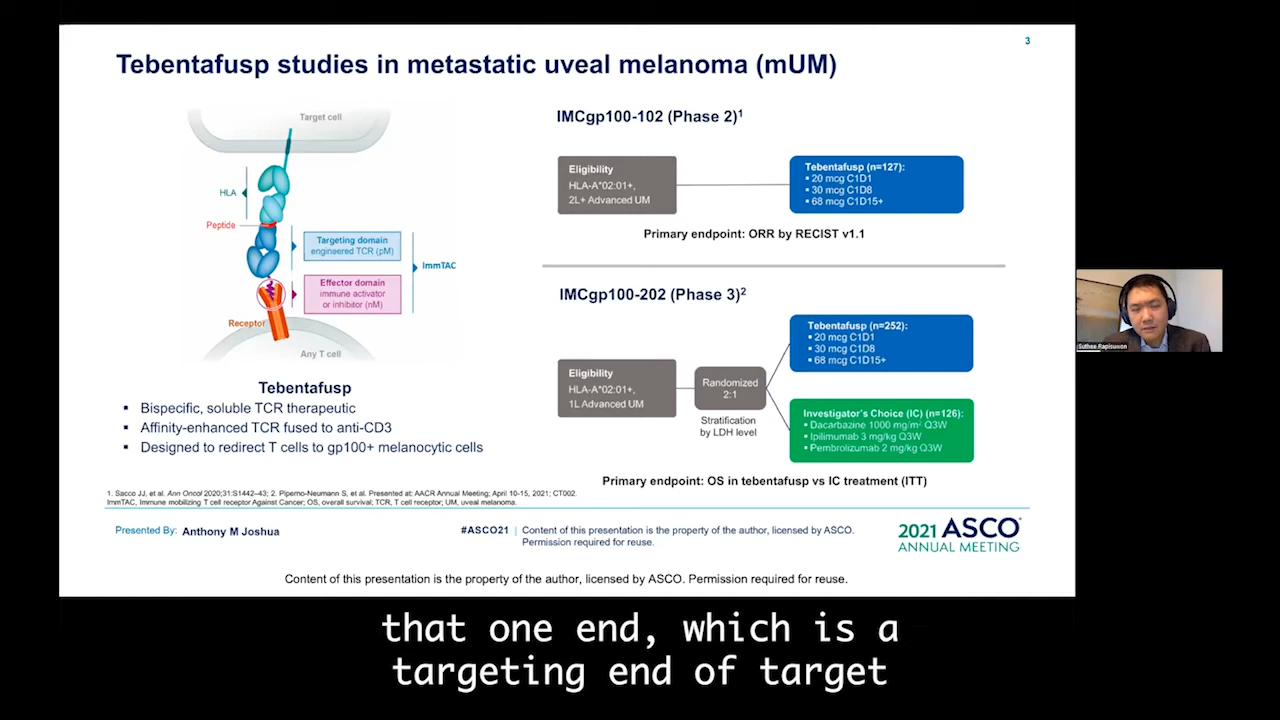 3
Tebentafusp studies in metastatic uveal melanoma (mUM)
Target cell
HLA
Peptide
Targeting domain
engineered TCR (pM)
ImmTAC
Effector domain
immune activator
or inhibitor (nM)
Receptor
Any T cell
Tebentafusp
▪ Bispecific, soluble TCR therapeutic
▪ Affinity-enhanced TCR fused to anti-CD3
▪ Designed to redirect T cells to gp100+ melanocytic cells
IMCgp100-102 (Phase 2)1
Eligibility
HLA-A*02:01+,
2L+ Advanced UM
Tebentafusp (n=127):
▪ 20 mcg C1D1
▪ 30 mcg C1D8
▪ 68 mcg C1D15+
Primary endpoint: ORR by RECIST v1.1
IMCgp100-202 (Phase 3)2
Eligibility
HLA-A*02:01+,
1L Advanced UM
Randomized
2:1
Stratification
by LDH level
Tebentafusp (n=252):
▪ 20 mcg C1D1
▪ 30 mcg C1D8
▪ 68 mcg C1D15+
Investigator's Choice (IC) (n=126):
▪ Dacarbazine 1000 mg/m2 Q3W
▪ Ipilimumab 3 mg/kg Q3W
▪ Pembrolizumab 2 mg/kg Q3W
Primary endpoint: OS in tebentafusp vs IC treatment (ITT)
1. Sacco JJ, et al. Ann Oncol 2020;31:S1442–43; 2. Piperno-Neumann S, et al. Presented at: AACR Annual Meeting; April 10-15, 2021; CT002.
ImmTAC, Immune mobilizing T cell receptor Against Cancer; OS, overall survival; TCR, T cell receptor; UM, uveal melanoma.
Presented By: Anthony M Joshua
#ASCO21 | Content of this presentation is the property of the author, licensed by ASCO.
Permission required for reuse.
2021 ASCO®
ANNUAL MEETING
Content of this presentation is the property of the author, licensed by ASCO. Permission required for reuse.
Suthee Rapisuwon
that one end, which is a
targeting end of target